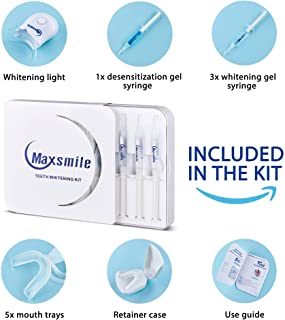 Whitening light
1x desensitization gel
syringe
3x whitening gel
syringe
Maxsmile
TEETH WHITENING KIT
INCLUDED
IN THE KIT
5x mouth trays
Retainer case
Use guide